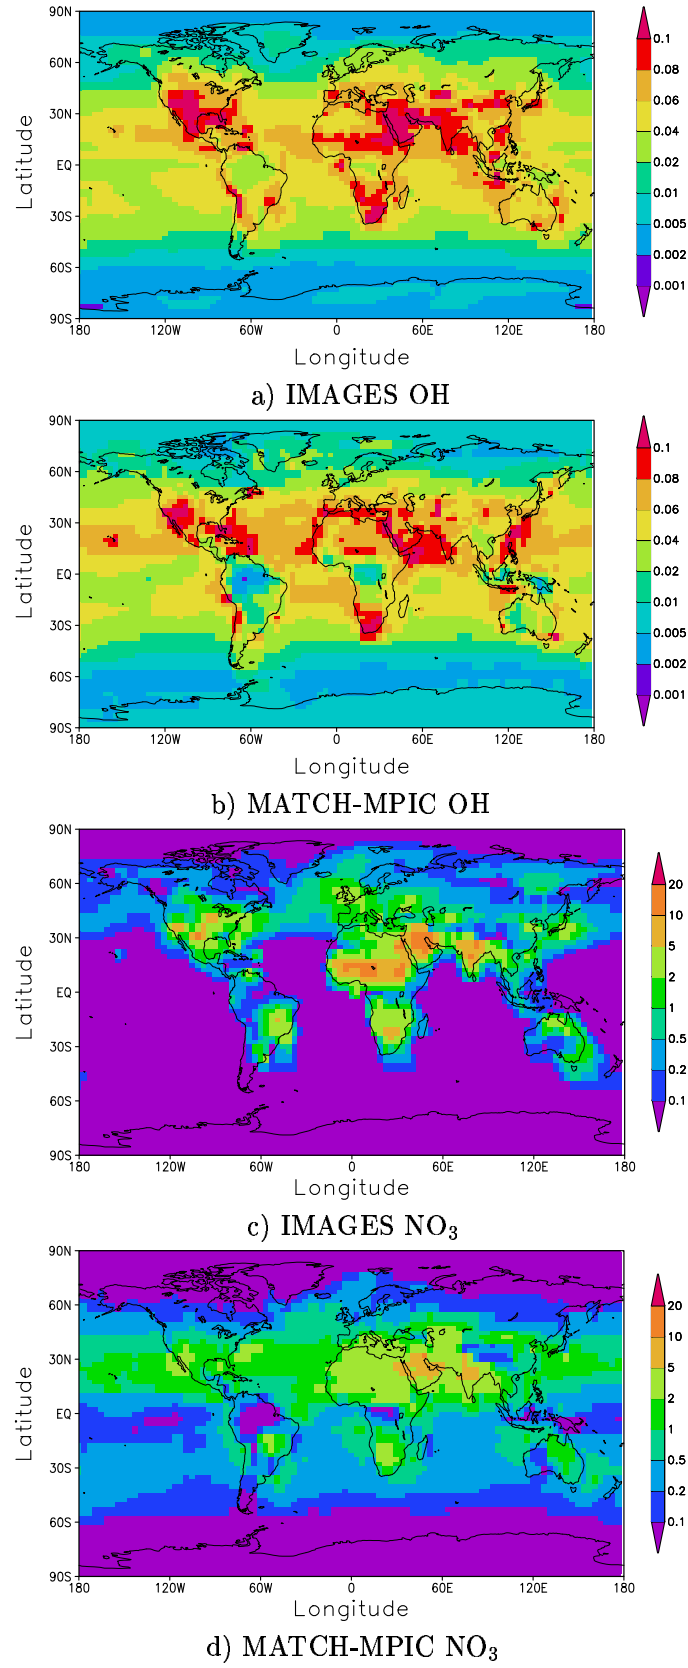 90N
60N
30N
EQ
30S
60S
90S
180 120W 60W 0 60E 120E 180
Latitude
Longitude
0.1
0.08
0.06
0.04
0.02
0.01
0.005
0.002
0.001
a) IMAGES OH
90N
60N
30N
EQ
30S
60S
90S
180 120W 60W 0 60E 120E 180
Latitude
Longitude
0.1
0.08
0.06
0.04
0.02
0.01
0.005
0.002
0.001
b) MATCH-MPIC OH
90N
60N
30N
EQ
30S
60S
90S
180 120W 60W 0 60E 120E 180
Latitude
Longitude
20
10
5
2
1
0.5
0.2
0.1
c) IMAGES NO₃
90N
60N
30N
EQ
30S
60S
90S
180 120W 60W 0 60E 120E 180
Latitude
Longitude
20
10
5
2
1
0.5
0.2
0.1
d) MATCH-MPIC NO₃